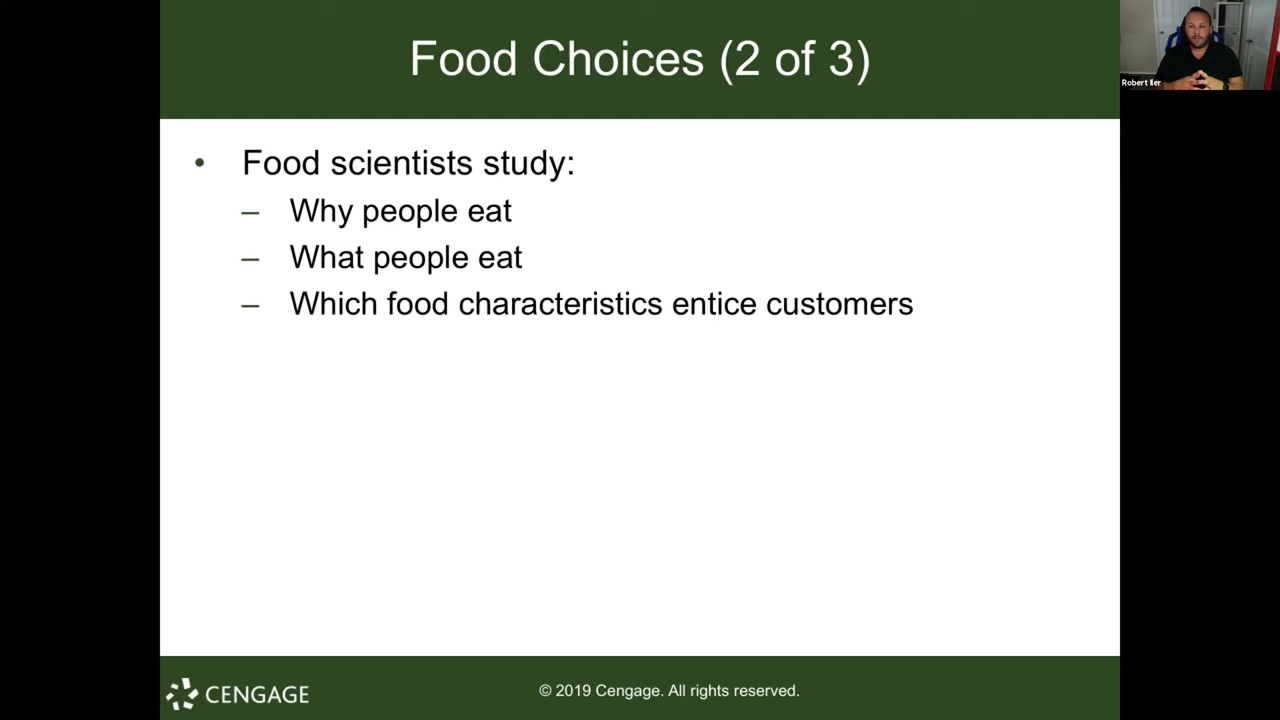 Food Choices (2 of 3)
Robert Iler
• Food scientists study:
– Why people eat
– What people eat
– Which food characteristics entice customers
CENGAGE
© 2019 Cengage. All rights reserved.